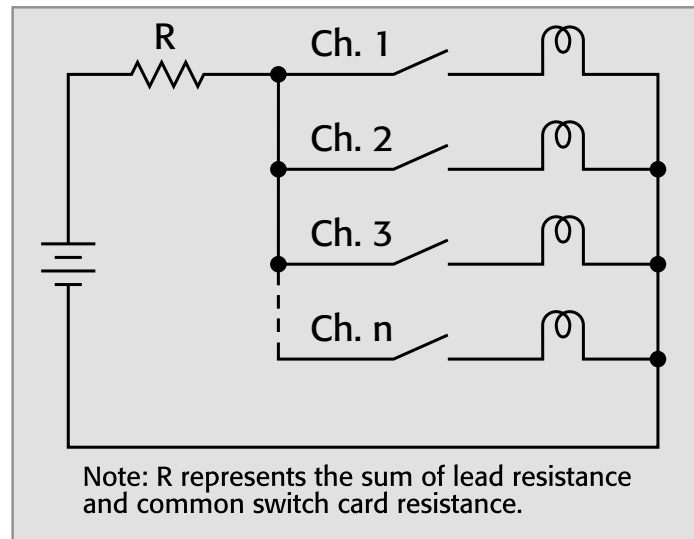 R
Ch. 1
Ch. 2
Ch. 3
Ch. n
Note: R represents the sum of lead resistance
and common switch card resistance.